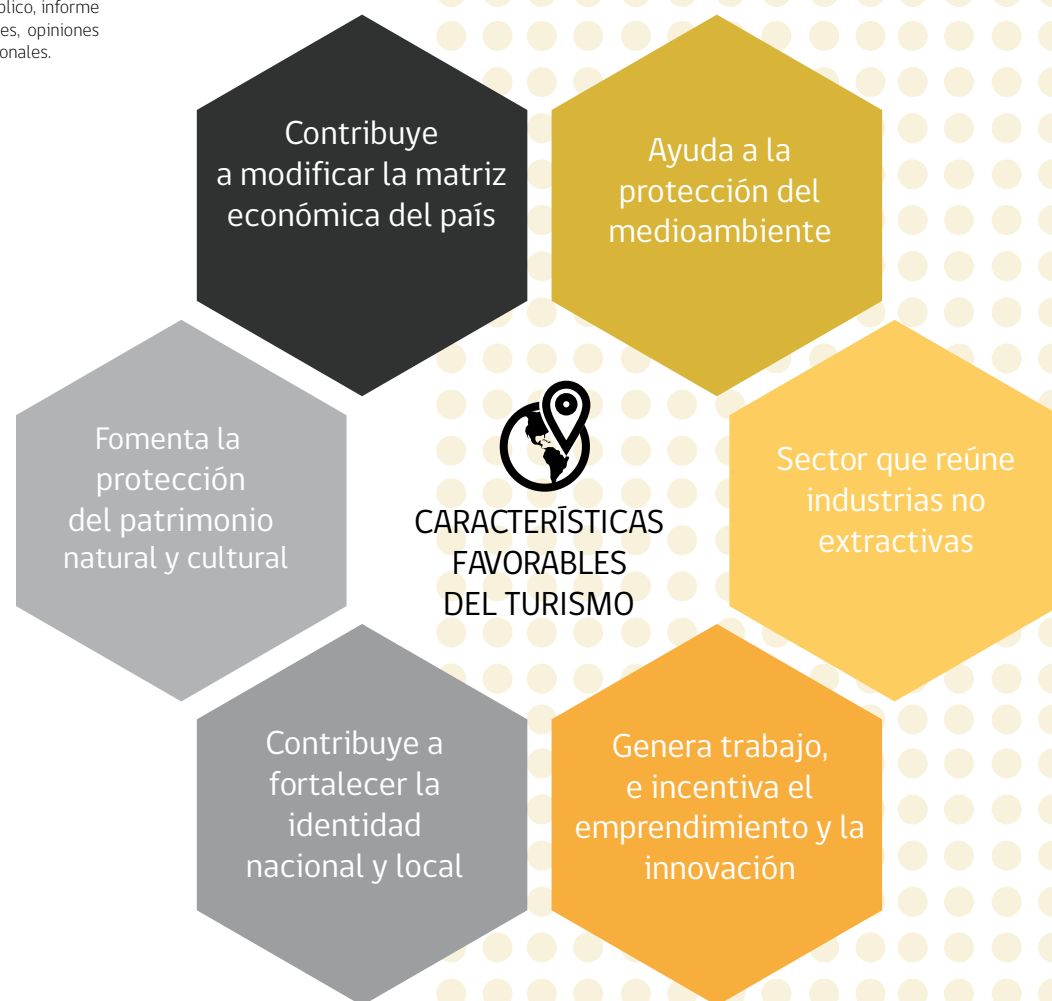 informe
es, opiniones
onales.
Contribuye
a modificar la matriz
económica del país
Ayuda a la
protección del
medioambiente
Fomenta la
protección
del patrimonio
natural y cultural
CARACTERÍSTICAS
FAVORABLES
DEL TURISMO
Sector que reúne
industrias no
extractivas
Contribuye a
fortalecer la
identidad
nacional y local
Genera trabajo,
e incentiva el
emprendimiento y la
innovación